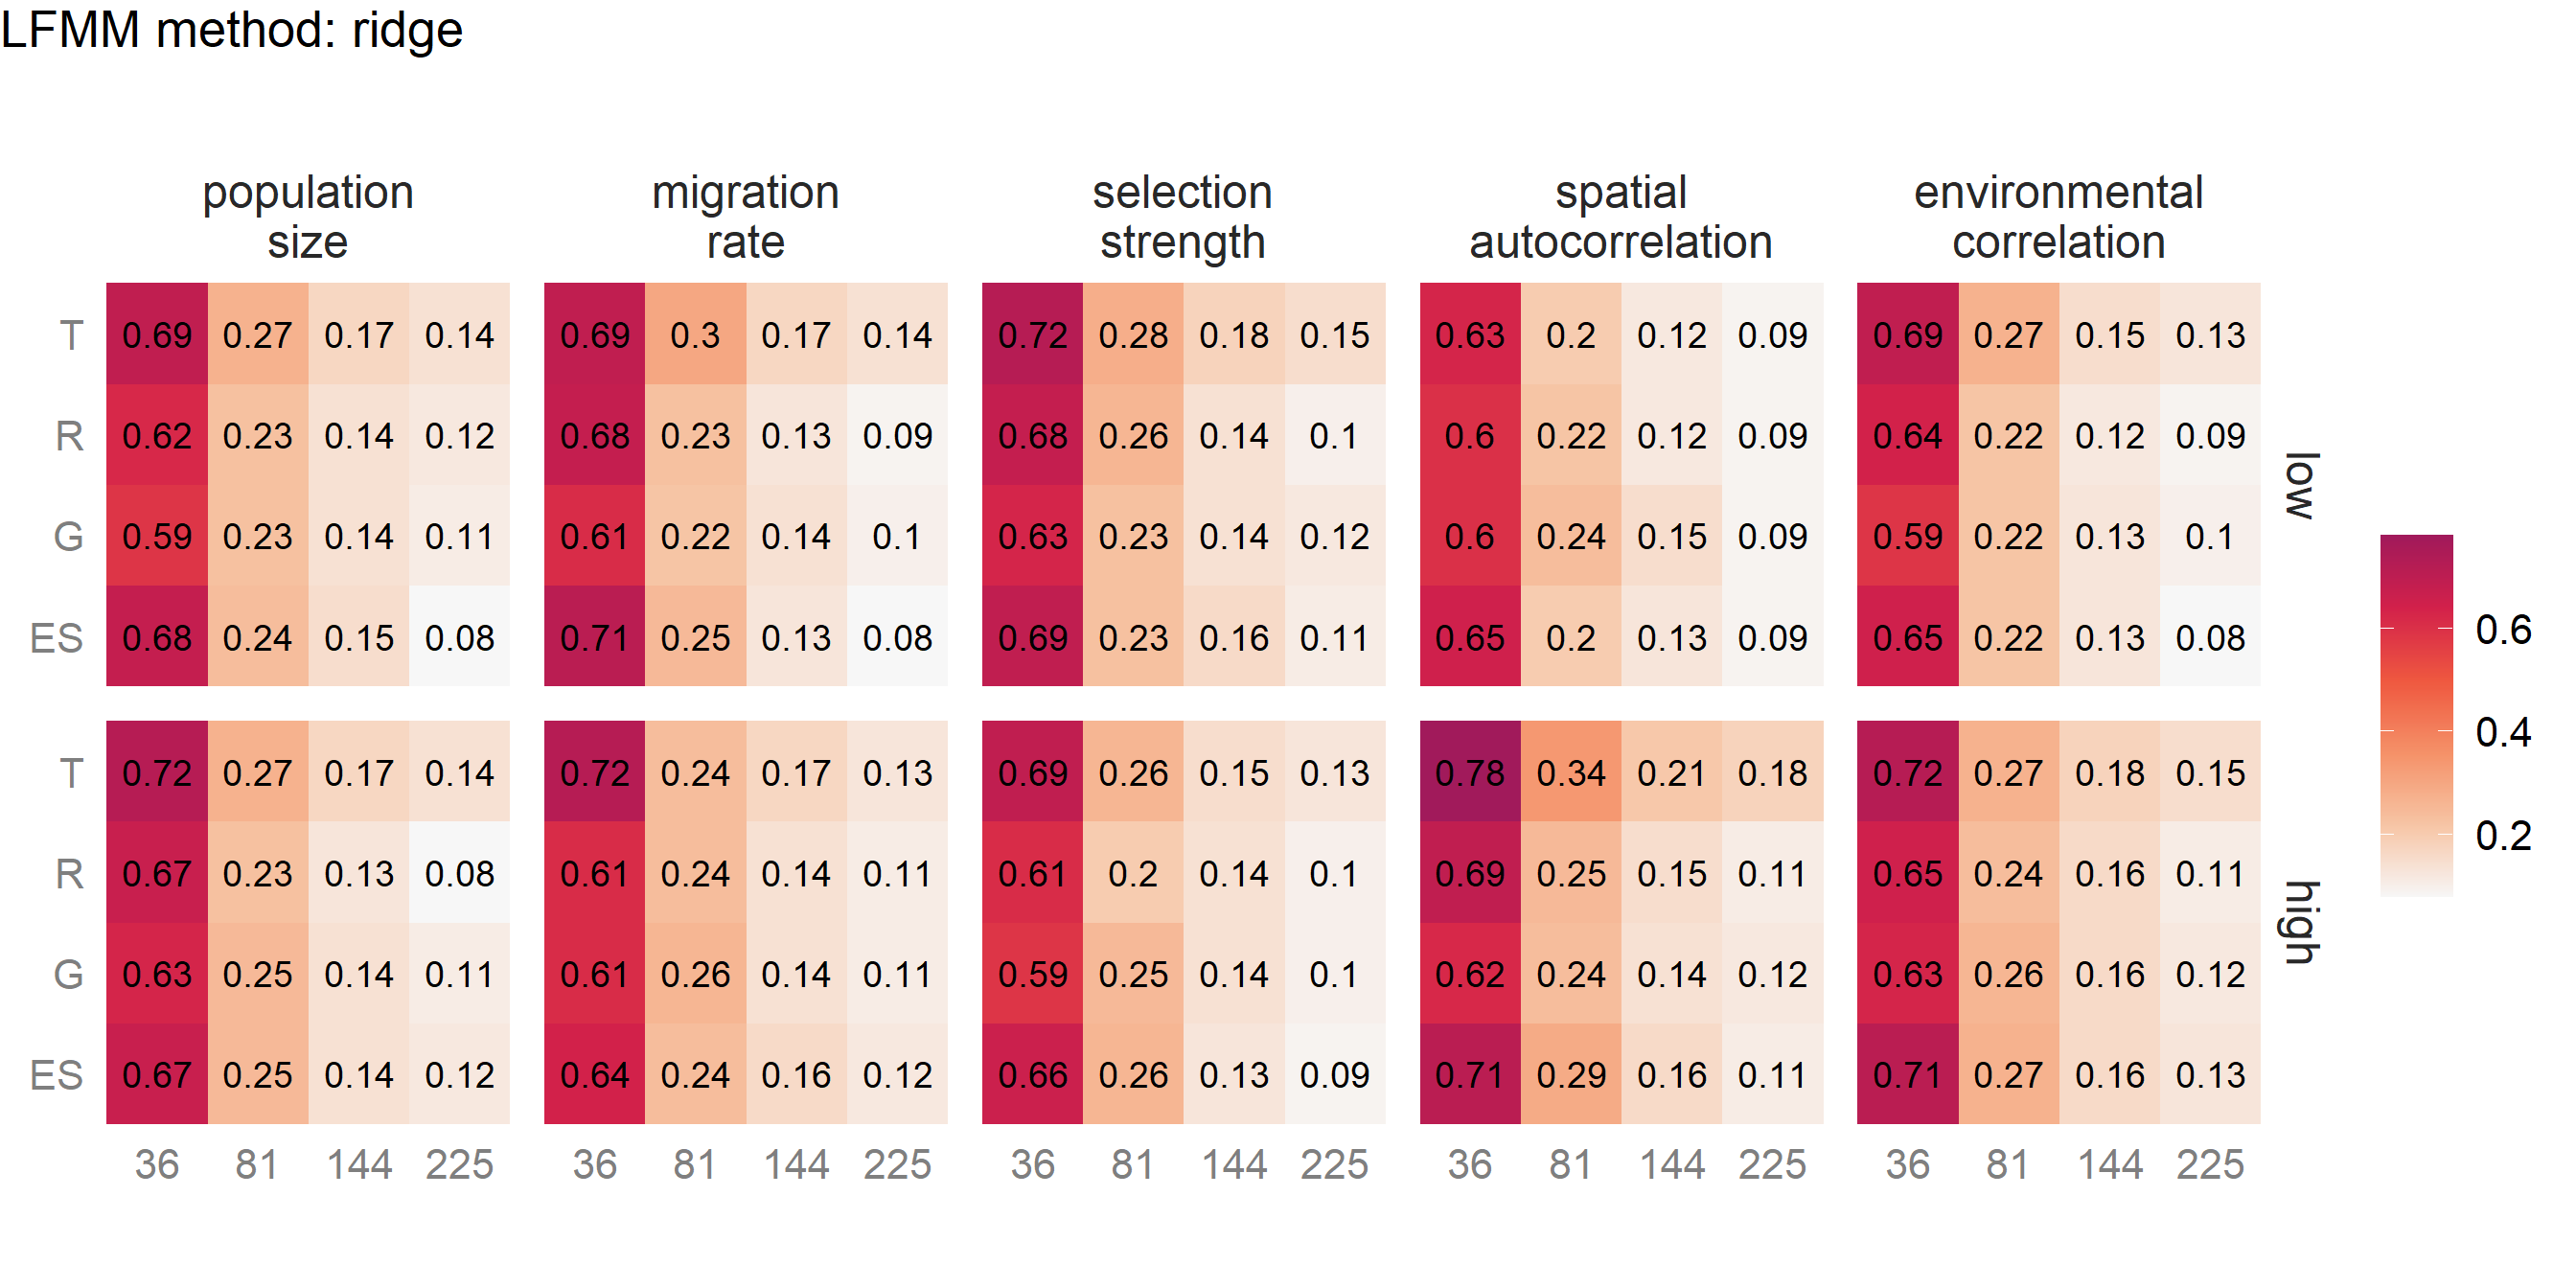 LFMM method: ridge
population size
migration rate
selection strength
spatial autocorrelation
environmental correlation
T 0.69 0.27 0.17 0.14 0.69 0.3 0.17 0.14 0.72 0.28 0.18 0.15 0.63 0.2 0.12 0.09 0.69 0.27 0.15 0.13
R 0.62 0.23 0.14 0.12 0.68 0.23 0.13 0.09 0.68 0.26 0.14 0.1 0.6 0.22 0.12 0.09 0.64 0.22 0.12 0.09
G 0.59 0.23 0.14 0.11 0.61 0.22 0.14 0.1 0.63 0.23 0.14 0.12 0.6 0.24 0.15 0.09 0.59 0.22 0.13 0.1
ES 0.68 0.24 0.15 0.08 0.71 0.25 0.13 0.08 0.69 0.23 0.16 0.11 0.65 0.2 0.13 0.09 0.65 0.22 0.13 0.08
low
T 0.72 0.27 0.17 0.14 0.72 0.24 0.17 0.13 0.69 0.26 0.15 0.13 0.78 0.34 0.21 0.18 0.72 0.27 0.18 0.15
R 0.67 0.23 0.13 0.08 0.61 0.24 0.14 0.11 0.61 0.2 0.14 0.1 0.69 0.25 0.15 0.11 0.65 0.24 0.16 0.11
G 0.63 0.25 0.14 0.11 0.61 0.26 0.14 0.11 0.59 0.25 0.14 0.1 0.62 0.24 0.14 0.12 0.63 0.26 0.16 0.12
ES 0.67 0.25 0.14 0.12 0.64 0.24 0.16 0.12 0.66 0.26 0.13 0.09 0.71 0.29 0.16 0.11 0.71 0.27 0.16 0.13
high
36 81 144 225 36 81 144 225 36 81 144 225 36 81 144 225 36 81 144 225
0.6
0.4
0.2